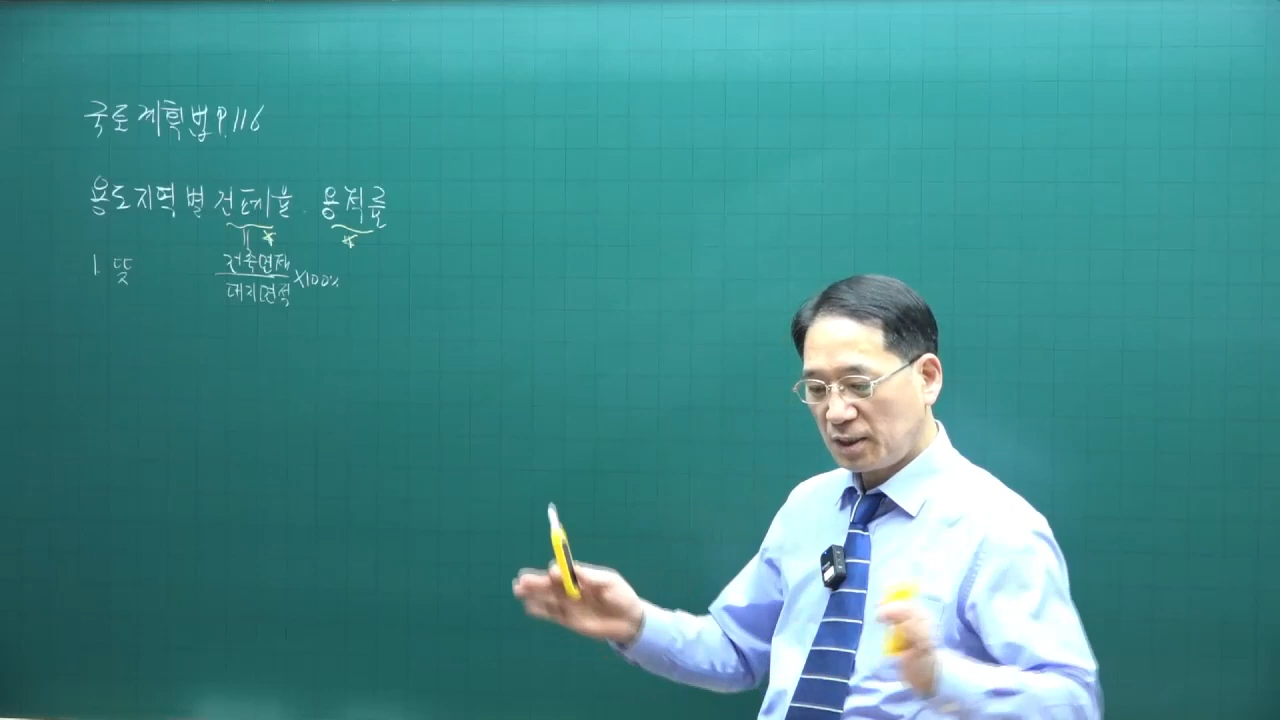 국토계획법 P.116
용도지역별 건폐율. 용적률
1. 뜻
건축면적
대지면적
×100%